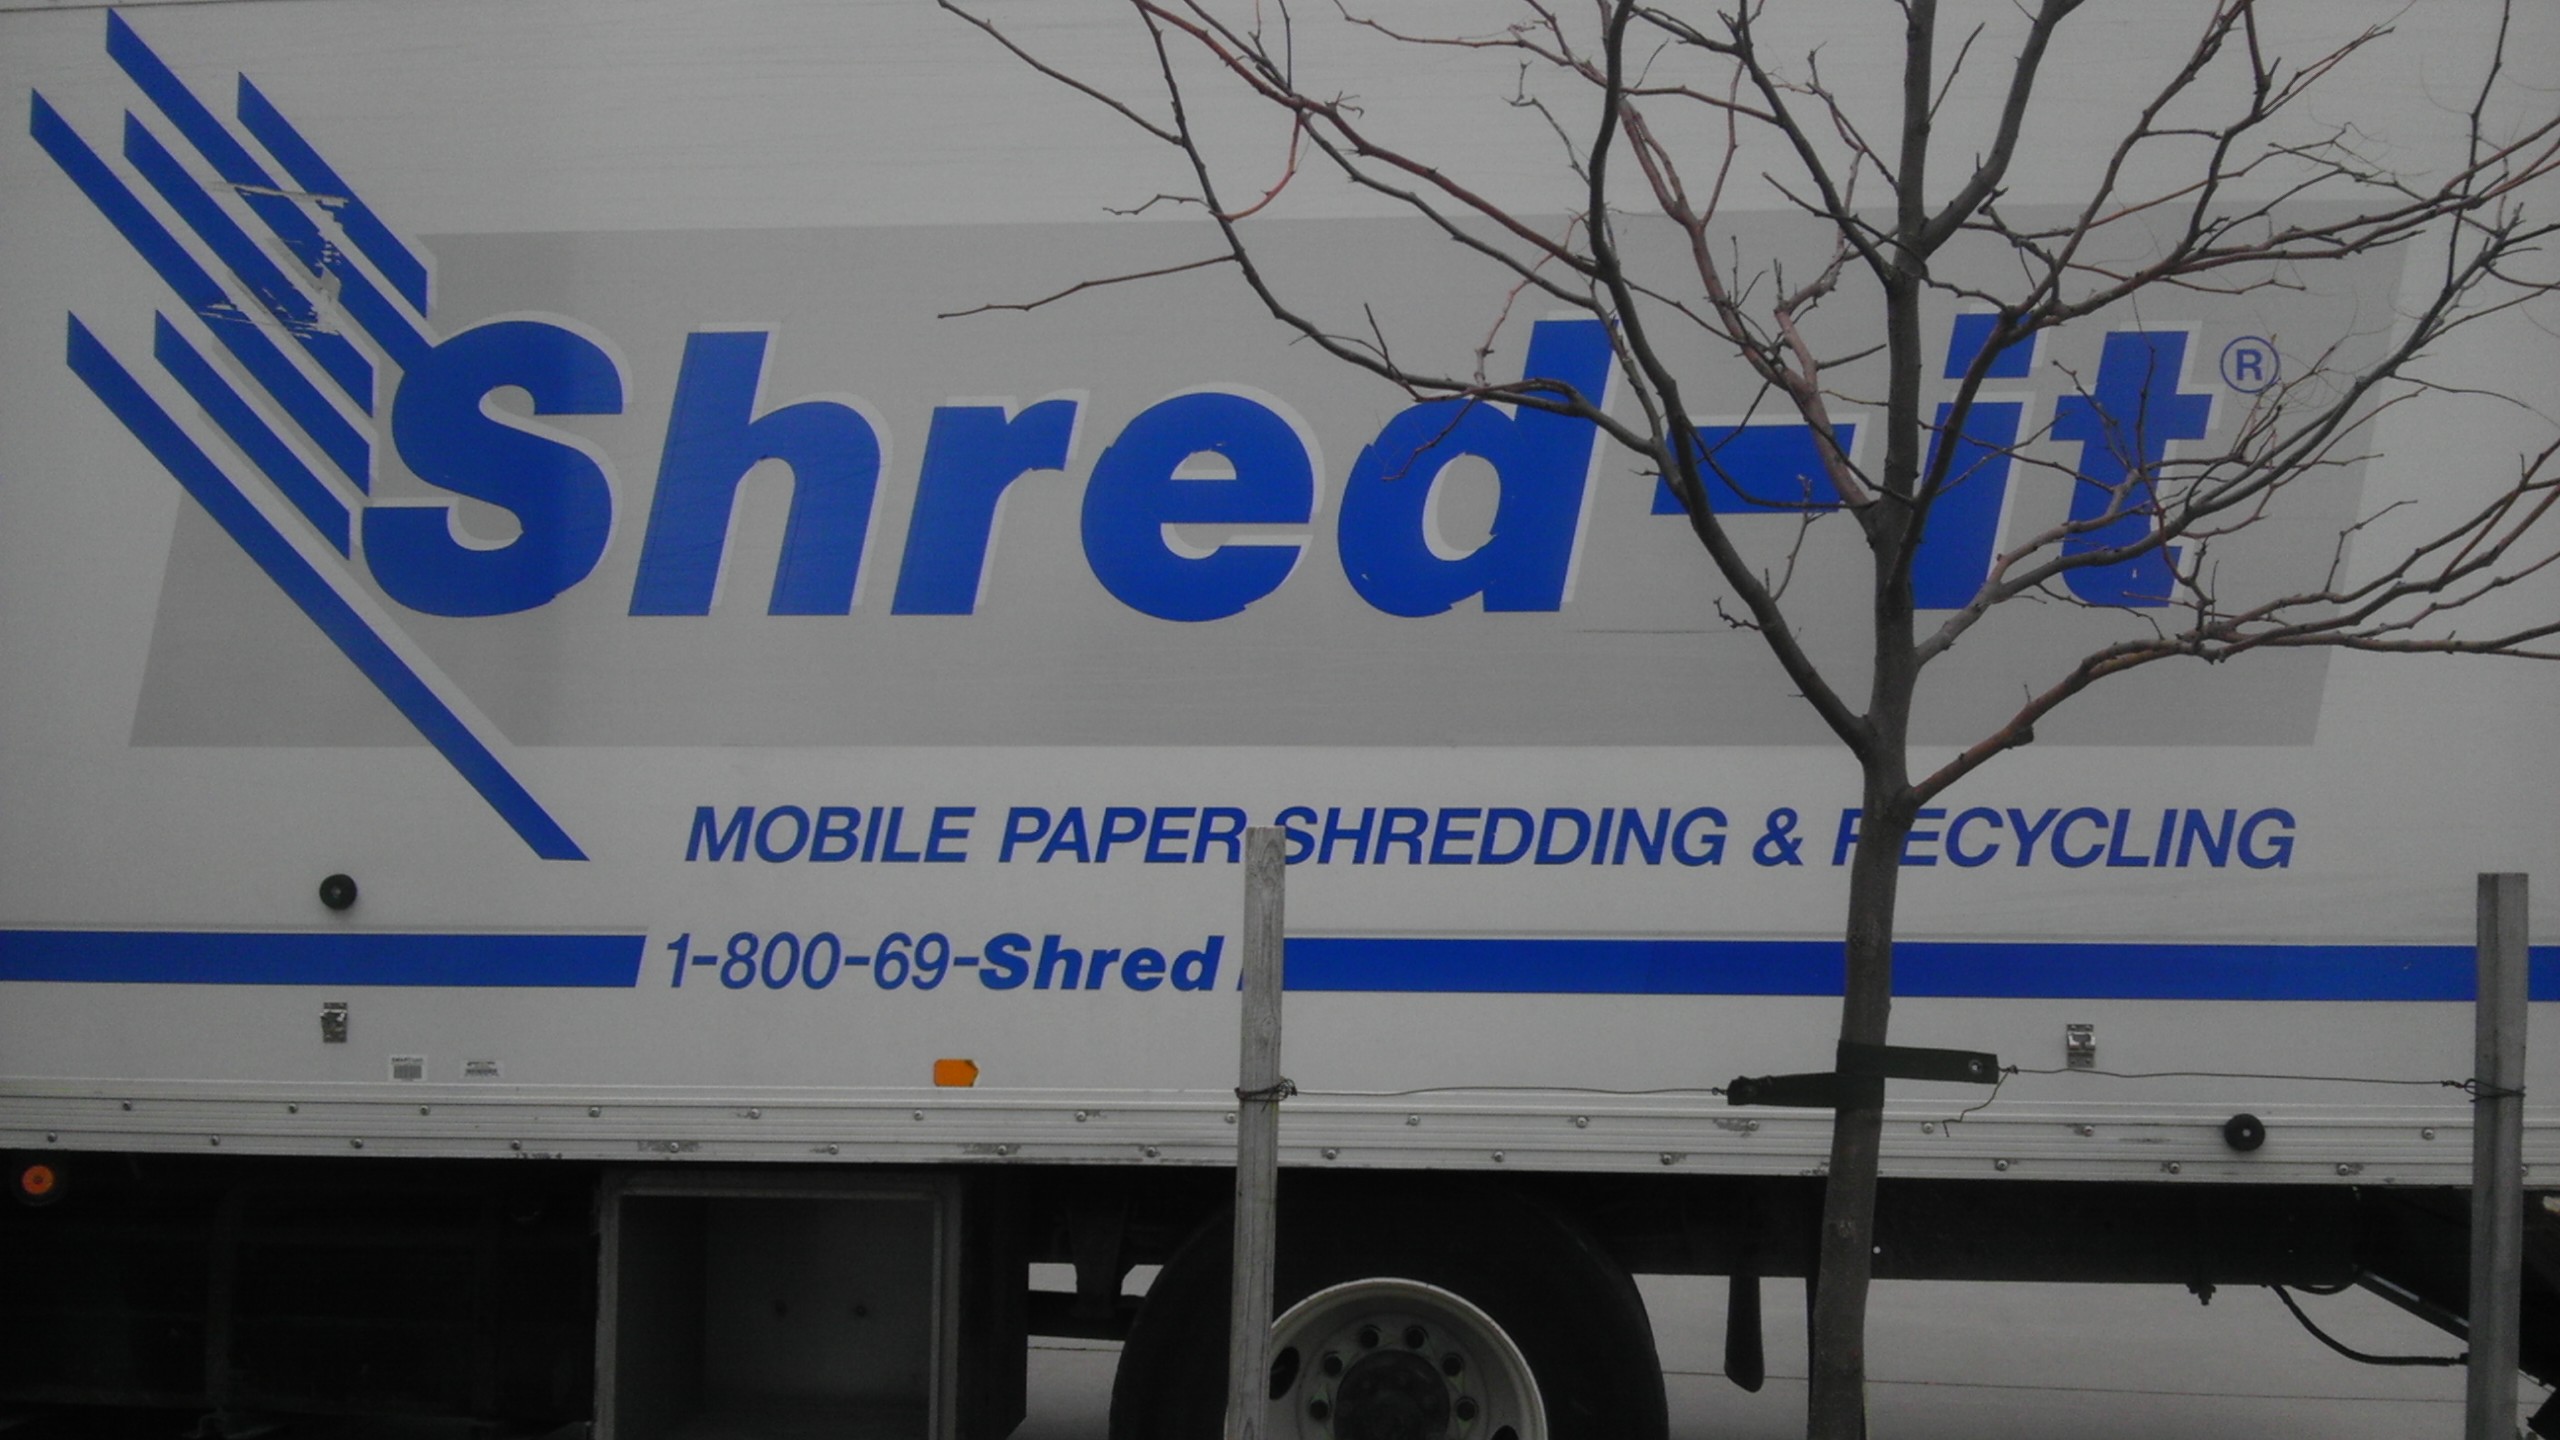 Shred-it®
MOBILE PAPER SHREDDING & RECYCLING
1-800-69-Shred